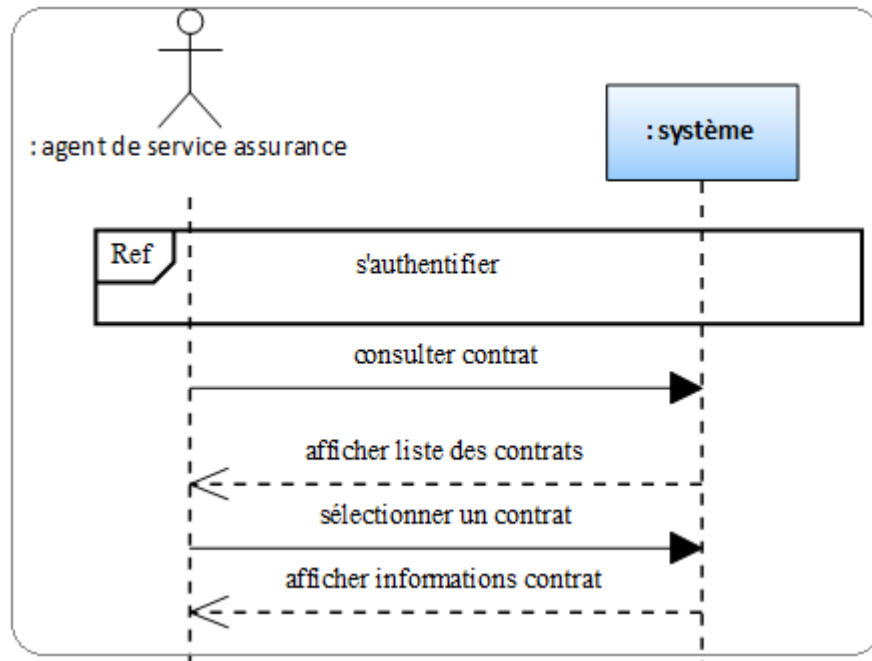 : agent de service assurance
: système
Ref
s'authentifier
consulter contrat
afficher liste des contrats
sélectionner un contrat
afficher informations contrat